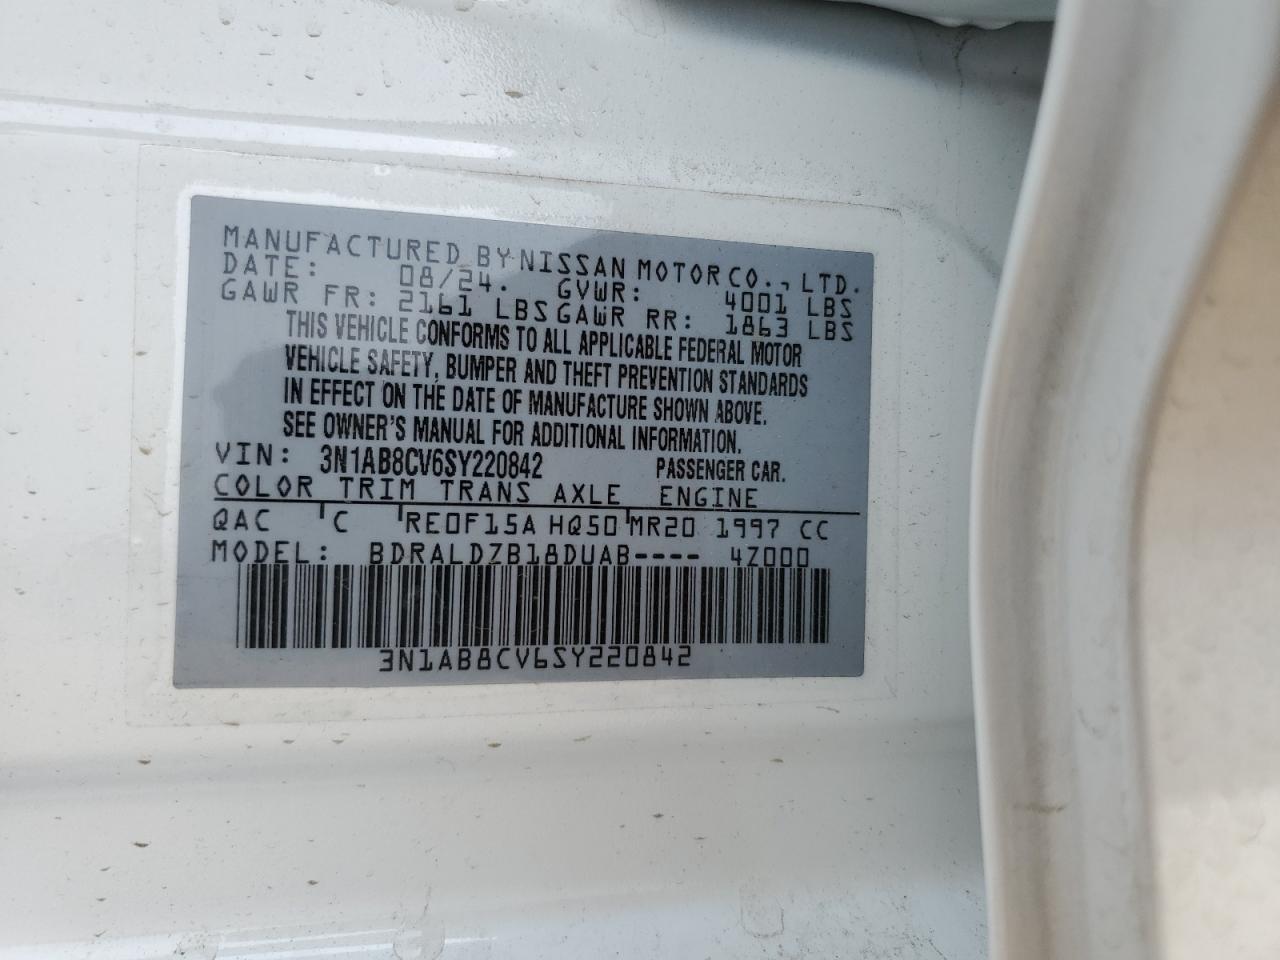 MANUFACTURED BY NISSAN MOTOR CO., LTD.
DATE: 08/24. GVWR: 4001 LBS
GAWR FR: 2161 LBS GAWR RR: 1863 LBS
THIS VEHICLE CONFORMS TO ALL APPLICABLE FEDERAL MOTOR
VEHICLE SAFETY, BUMPER AND THEFT PREVENTION STANDARDS
IN EFFECT ON THE DATE OF MANUFACTURE SHOWN ABOVE.
SEE OWNER'S MANUAL FOR ADDITIONAL INFORMATION.
VIN: 3N1AB8CV6SY220842 PASSENGER CAR.
COLOR TRIM TRANS AXLE ENGINE
QAC C RE0F15A HQ50 MR20 1997 CC
MODEL: BDRALDZB18DUAB---- 4Z000
3N1AB8CV6SY220842